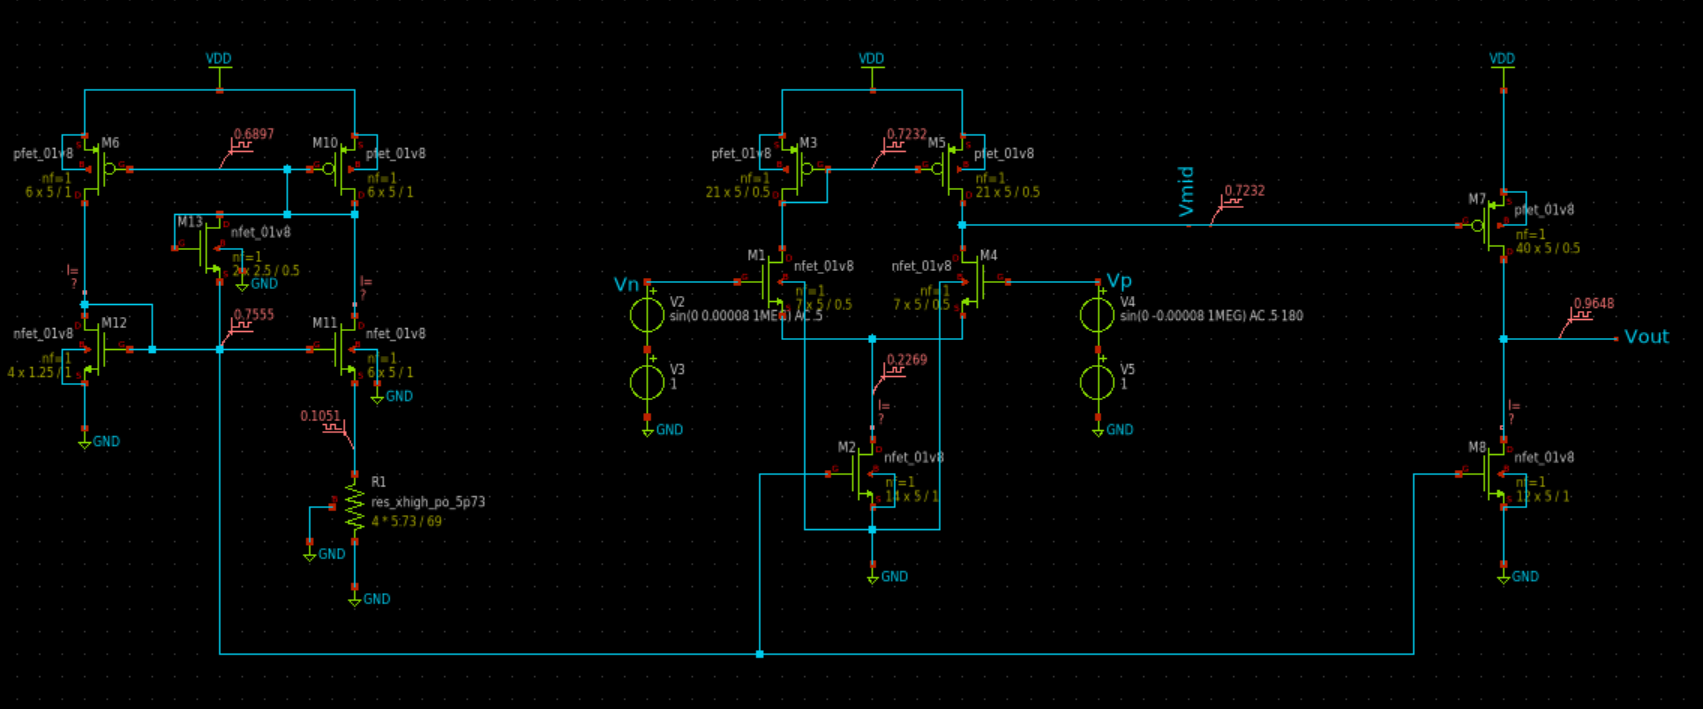 VDD
VDD
VDD
M6
0.6897
M10
pfet_01v8
pfet_01v8
nf=1
6 x 5 / 1
nf=1
6 x 5 / 1
M3
0.7232
M5
pfet_01v8
pfet_01v8
nf=1
21 x 5 / 0.5
nf=1
21 x 5 / 0.5
Vmid
0.7232
M7
pfet_01v8
nf=1
40 x 5 / 0.5
M13
nfet_01v8
nf=1
2 x 2.5 / 0.5
GND
I=
?
I=
?
M1
nfet_01v8
nf=1
7 x 5 / 0.5
M4
nfet_01v8
nf=1
7 x 5 / 0.5
Vn
V2
sin(0 0.00008 1MEG) AC .5
V3
1
GND
Vp
V4
sin(0 -0.00008 1MEG) AC .5 180
V5
1
GND
0.9648
Vout
M12
nfet_01v8
nf=1
4 x 1.25 / 1
GND
0.7555
M11
nfet_01v8
nf=1
6 x 5 / 1
GND
0.2269
I=
?
0.1051
R1
res_xhigh_po_5p73
4 * 5.73 / 69
GND
GND
M2
nfet_01v8
nf=1
14 x 5 / 1
GND
I=
?
M8
nfet_01v8
nf=1
12 x 5 / 1
GND